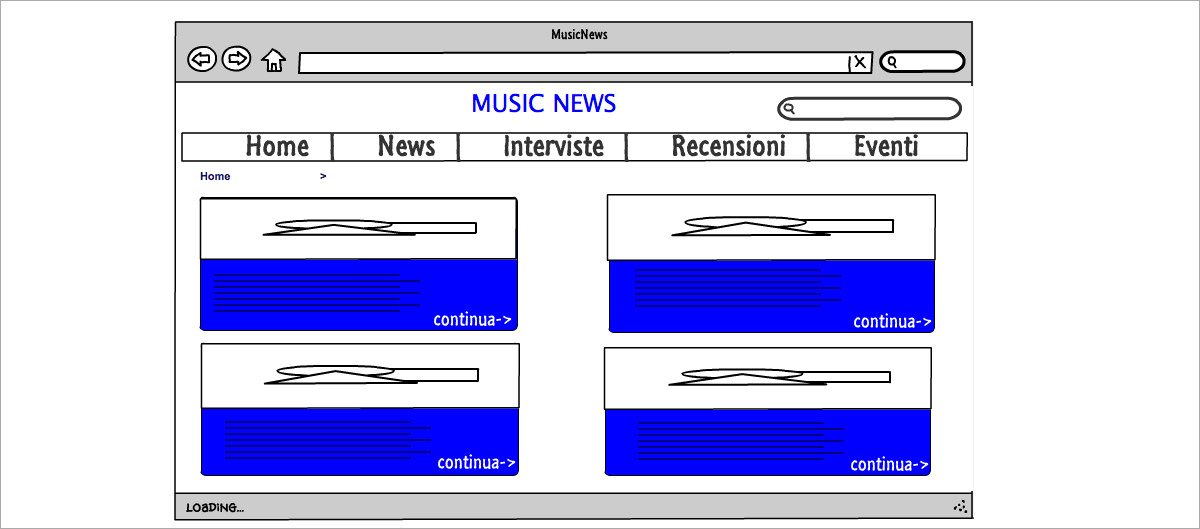 MusicNews
X
MUSIC NEWS
Home News Interviste Recensioni Eventi
Home >
continua->
continua->
continua->
continua->
LOADING...